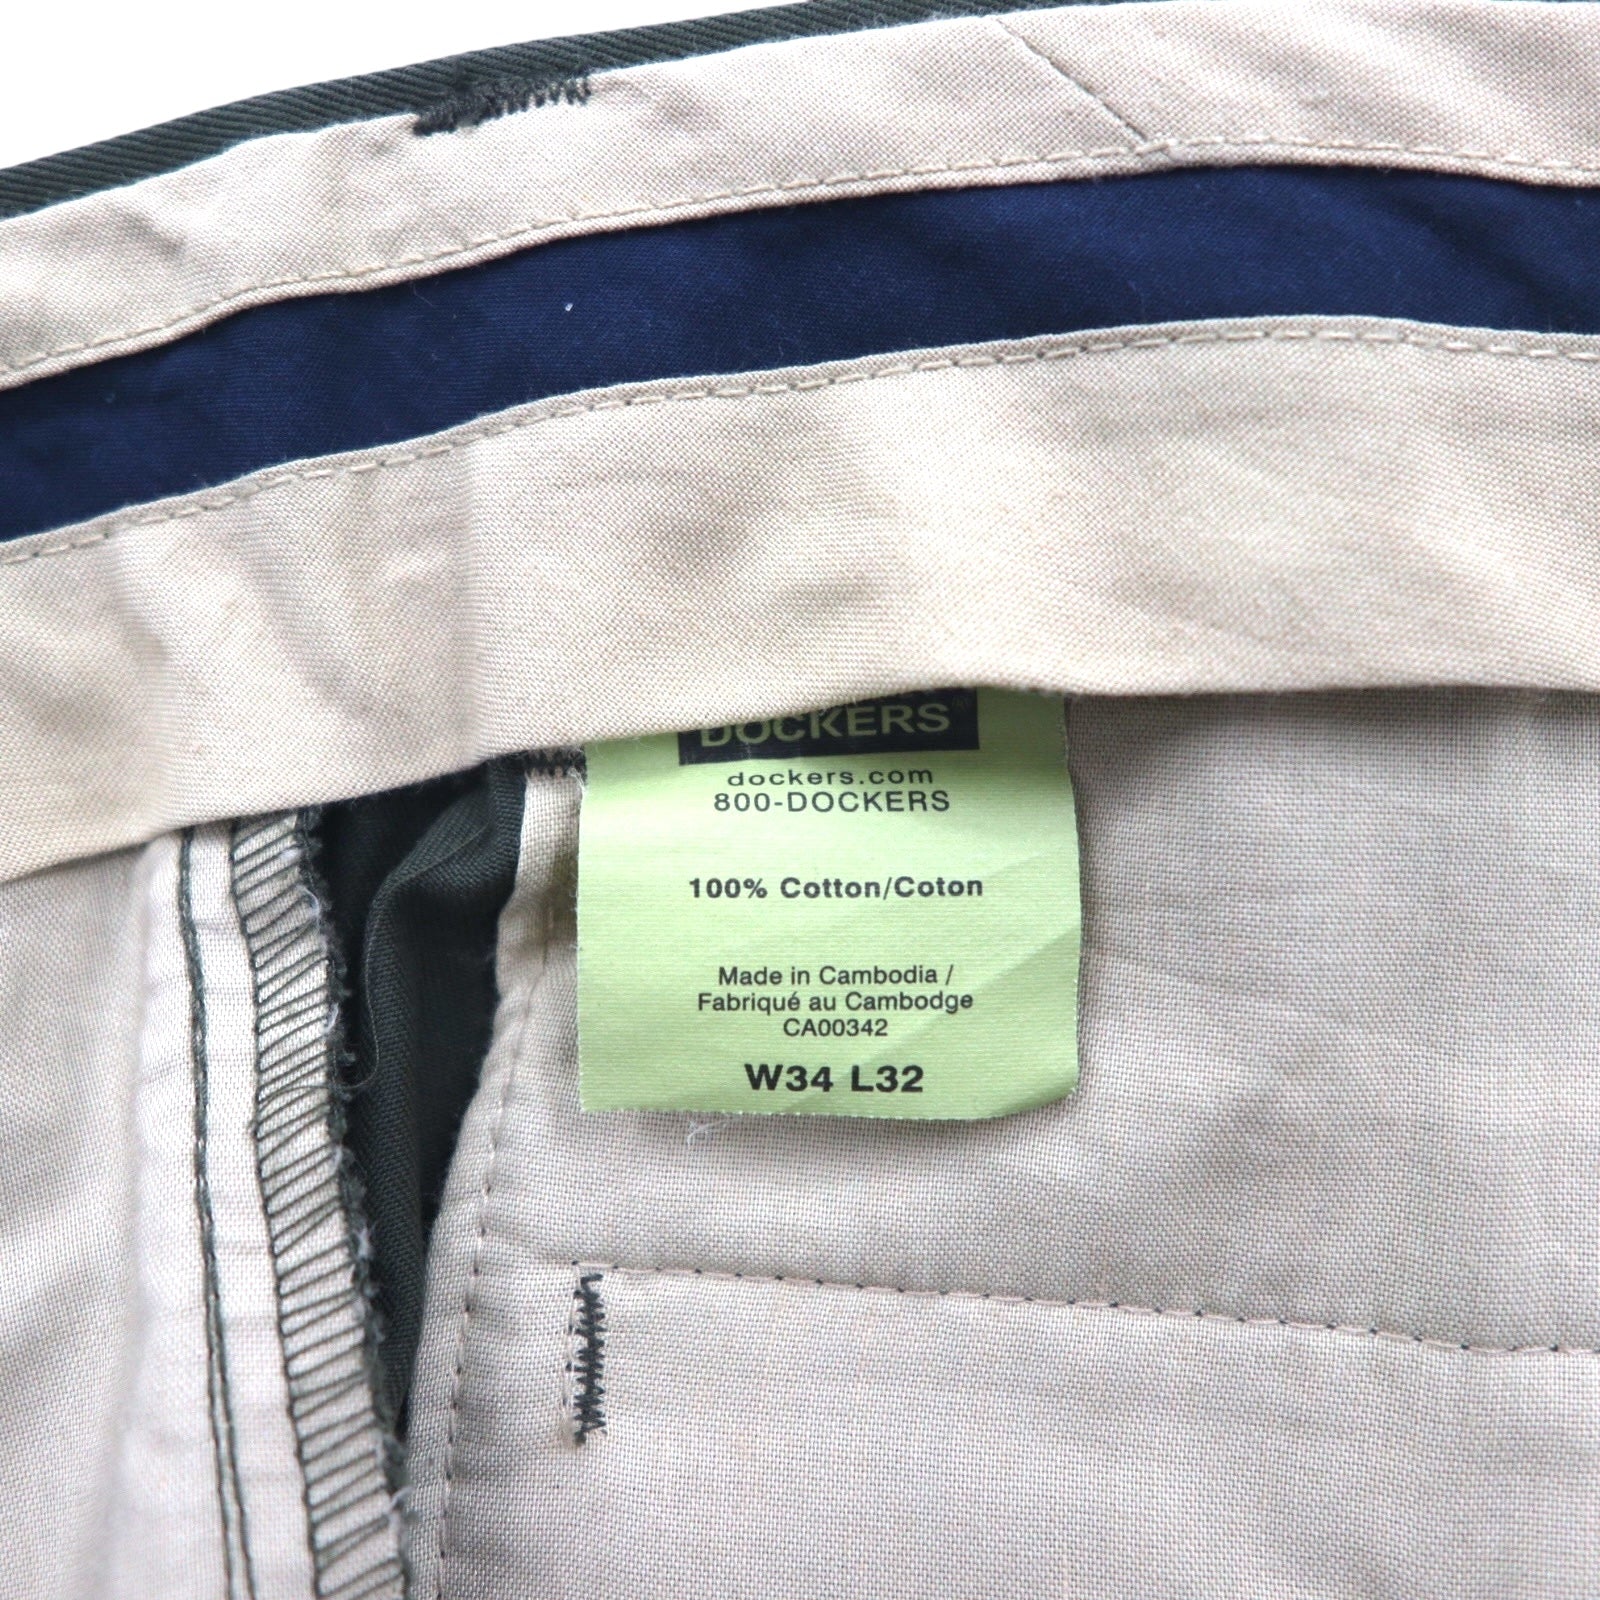 DOCKERS®
dockers.com
800-DOCKERS
100% Cotton/Coton
Made in Cambodia /
Fabriqué au Cambodge
CA00342
W34 L32